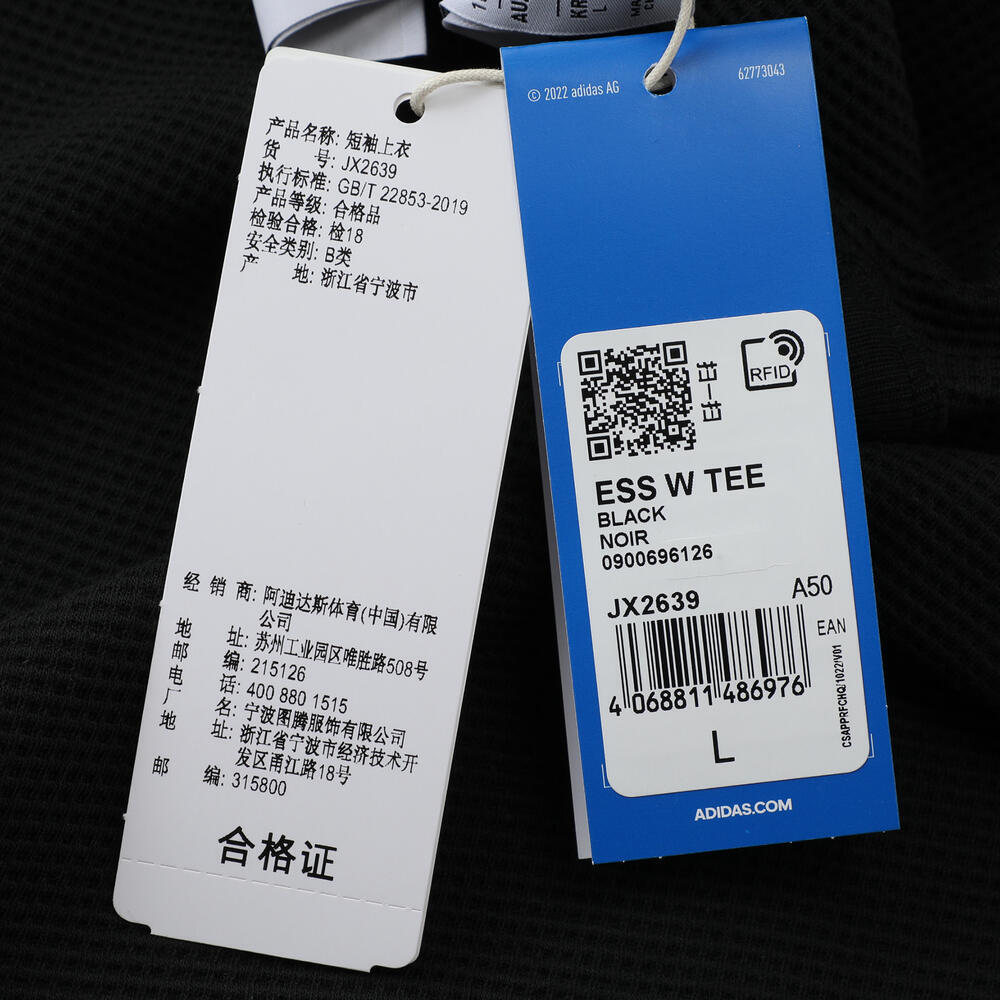 产品名称: 短袖上衣
货 号: JX2639
执行标准: GB/T 22853-2019
产品等级: 合格品
检验合格: 检18
安全类别: B类
产 地: 浙江省宁波市
经 销 商: 阿迪达斯体育(中国)有限
公司
地 址: 苏州工业园区唯胜路508号
邮 编: 215126
电 话: 400 880 1515
厂 名: 宁波图腾服饰有限公司
地 址: 浙江省宁波市经济技术开
发区甬江路18号
邮 编: 315800
合格证
© 2022 adidas AG
62773043
扫一扫
RFID
ESS W TEE
BLACK
NOIR
0900696126
JX2639
A50
EAN
4 068811 486976
CSAPPRFCHQ/1022/V01
L
ADIDAS.COM